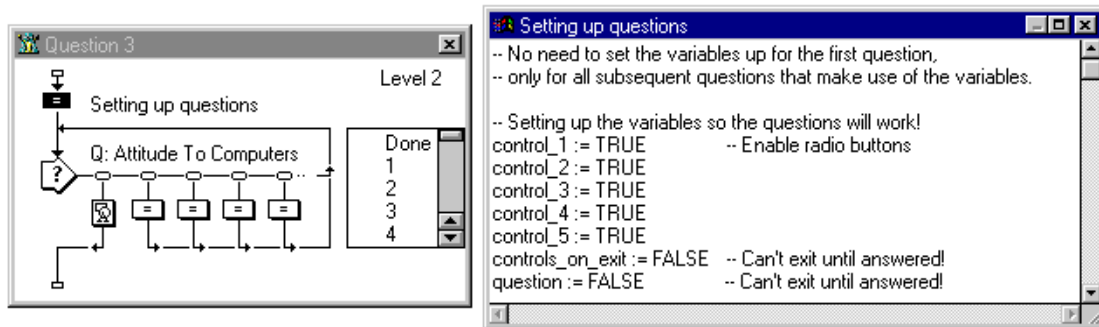 Question 3
Level 2
Setting up questions
Q: Attitude To Computers
Done
1
2
3
4
Setting up questions
-- No need to set the variables up for the first question,
-- only for all subsequent questions that make use of the variables.
-- Setting up the variables so the questions will work!
control_1 := TRUE -- Enable radio buttons
control_2 := TRUE
control_3 := TRUE
control_4 := TRUE
control_5 := TRUE
controls_on_exit := FALSE -- Can't exit until answered!
question := FALSE -- Can't exit until answered!